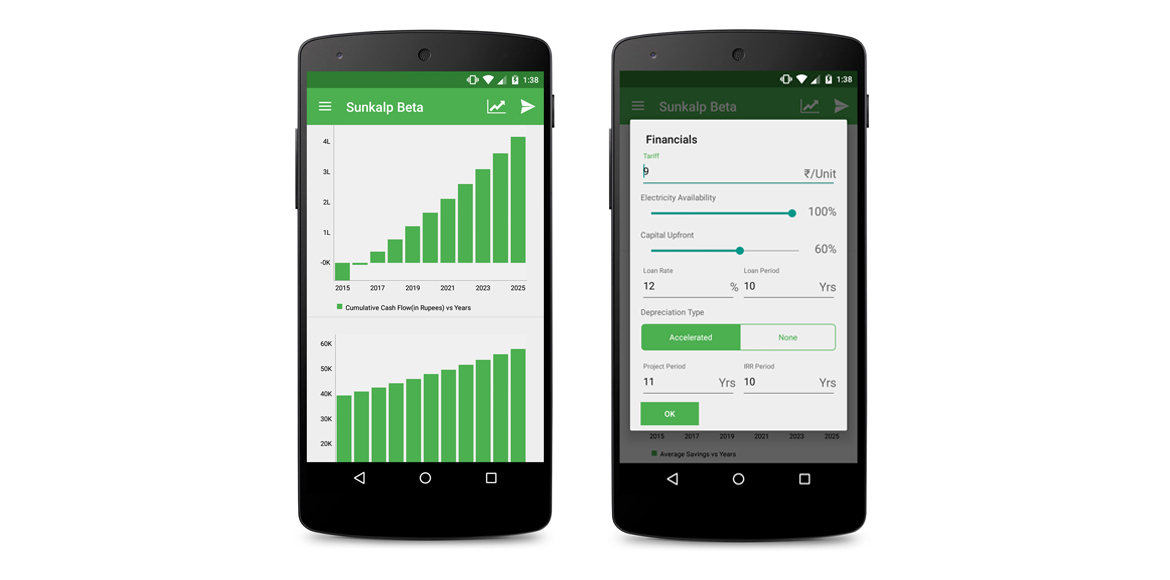 1:38
Sunkalp Beta
4L
3L
2L
1L
-0K
2015 2017 2019 2021 2023 2025
Cumulative Cash Flow(in Rupees) vs Years
60K
50K
40K
30K
20K
1:38
Sunkalp Beta
Financials
Tariff
9 ₹/Unit
Electricity Availability
100%
Capital Upfront
60%
Loan Rate Loan Period
12 % 10 Yrs
Depreciation Type
Accelerated None
Project Period IRR Period
11 Yrs 10 Yrs
OK
2015 2017 2019 2021 2023 2025
Average Savings vs Years